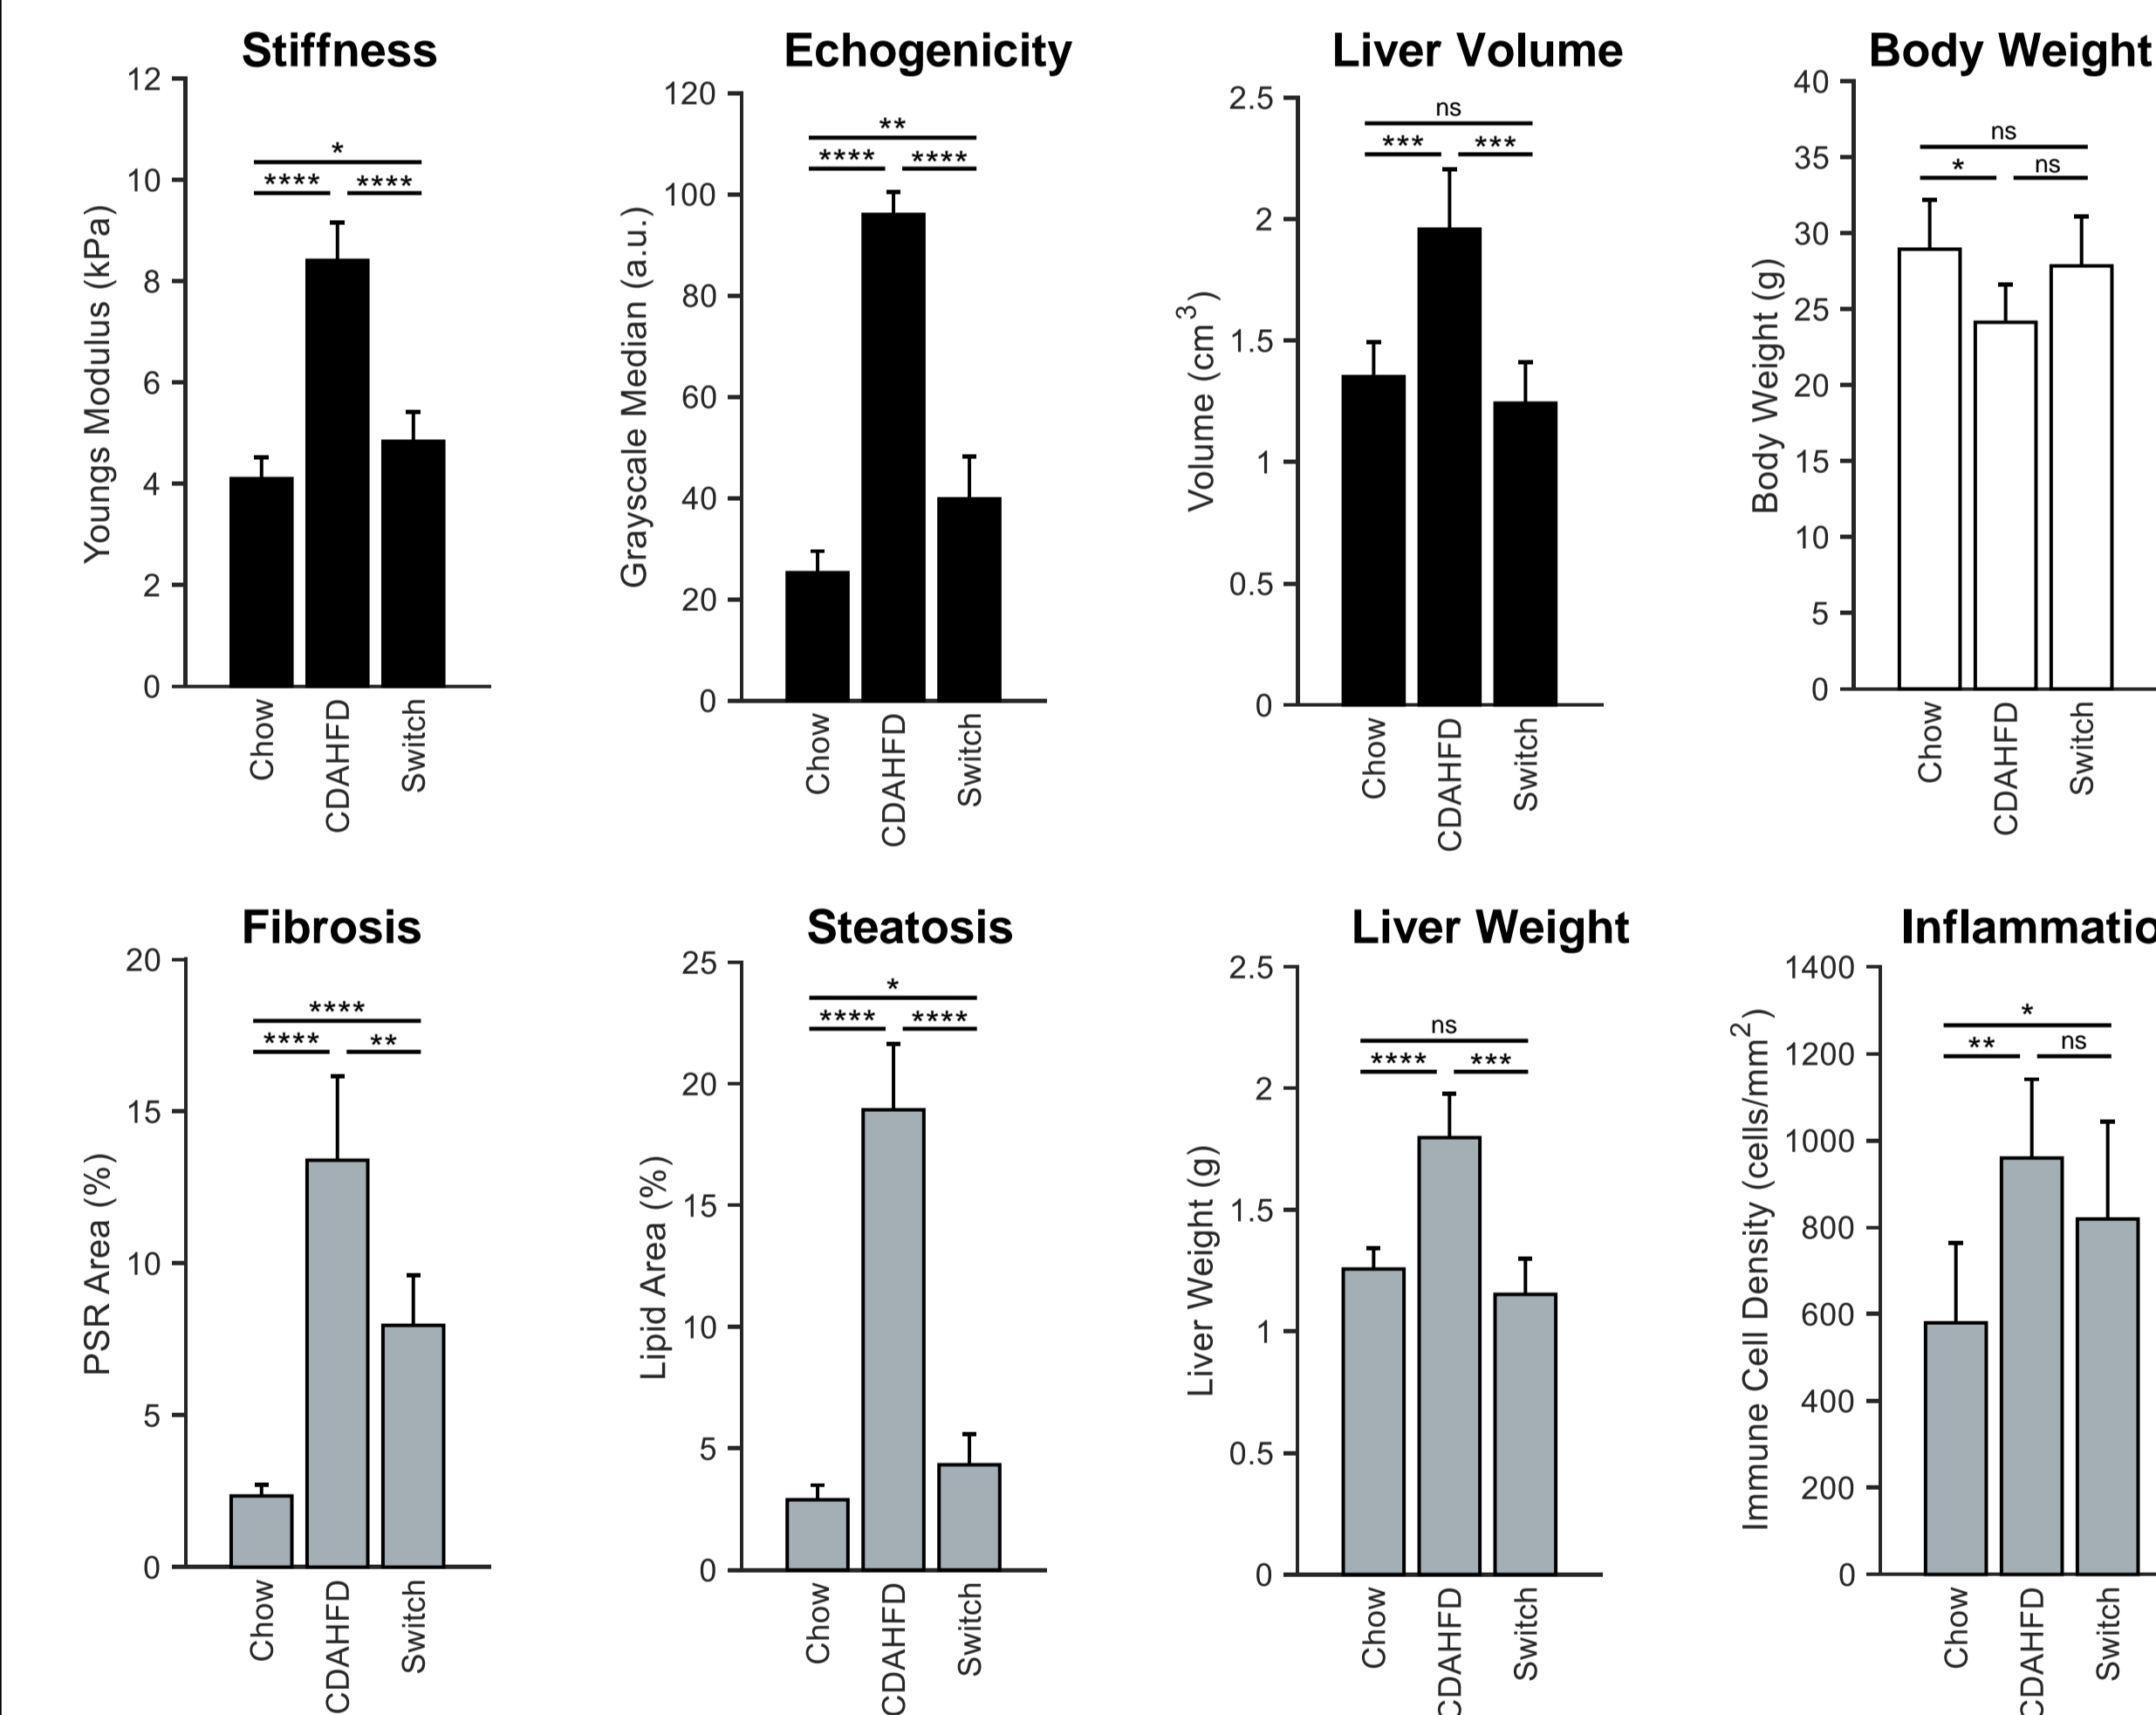 Stiffness
Youngs Modulus (kPa)
12
10
8
6
4
2
0
*
**** ****
Chow
CDAHFD
Switch
Echogenicity
Grayscale Median (a.u.)
120
100
80
60
40
20
0
**
**** ****
Chow
CDAHFD
Switch
Liver Volume
Volume (cm³)
2.5
2
1.5
1
0.5
0
ns
*** ***
Chow
CDAHFD
Switch
Body Weight
Body Weight (g)
40
35
30
25
20
15
10
5
0
ns
* ns
Chow
CDAHFD
Switch
Fibrosis
PSR Area (%)
20
15
10
5
0
****
**** **
Chow
CDAHFD
Switch
Steatosis
Lipid Area (%)
25
20
15
10
5
0
*
**** ****
Chow
CDAHFD
Switch
Liver Weight
Liver Weight (g)
2.5
2
1.5
1
0.5
0
ns
**** ***
Chow
CDAHFD
Switch
Inflammatio
Immune Cell Density (cells/mm²)
1400
1200
1000
800
600
400
200
0
*
** ns
Chow
CDAHFD
Switch